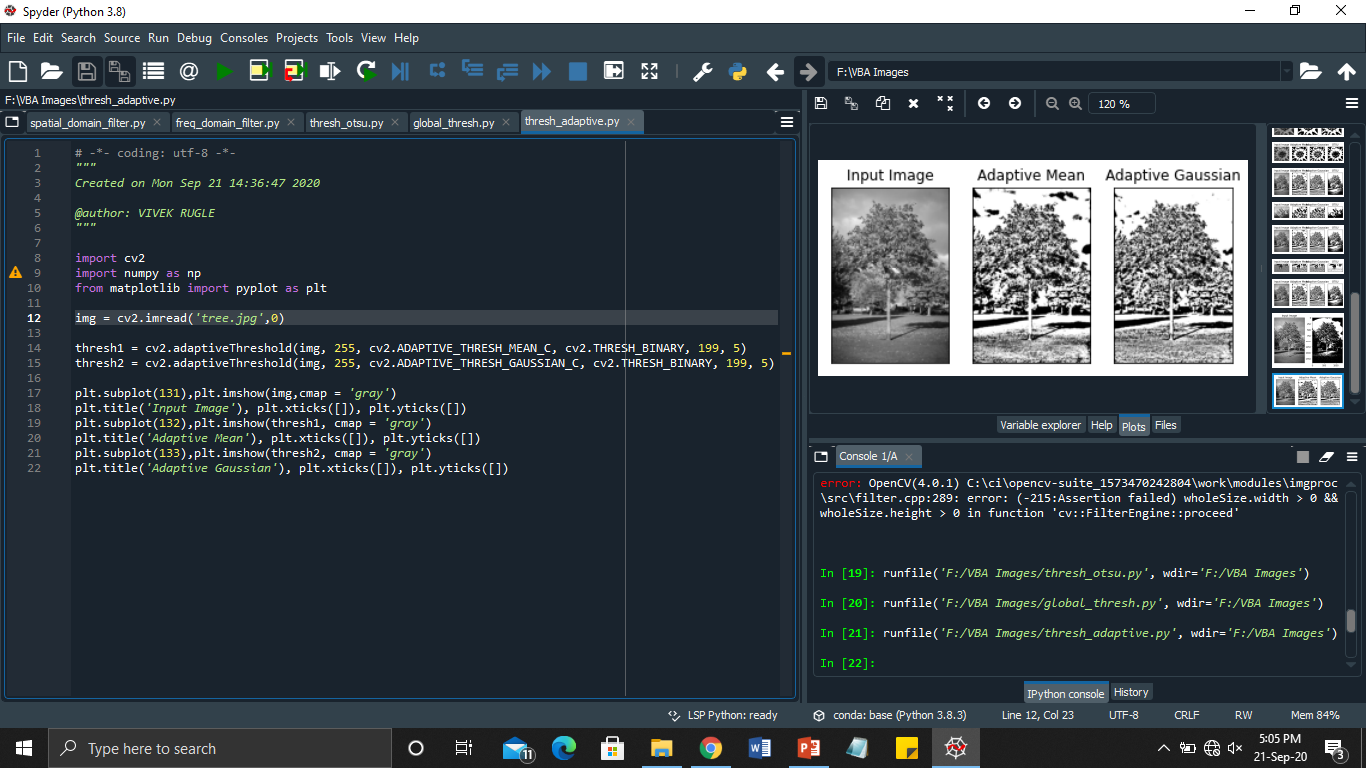 Spyder (Python 3.8)
File Edit Search Source Run Debug Consoles Projects Tools View Help
F:\VBA Images
F:\VBA Images\thresh_adaptive.py
spatial_domain_filter.py freq_domain_filter.py thresh_otsu.py global_thresh.py thresh_adaptive.py
1 # -*- coding: utf-8 -*-
2 """
3 Created on Mon Sep 21 14:36:47 2020
4
5 @author: VIVEK RUGLE
6 """
7
8 import cv2
9 import numpy as np
10 from matplotlib import pyplot as plt
11
12 img = cv2.imread('tree.jpg',0)
13
14 thresh1 = cv2.adaptiveThreshold(img, 255, cv2.ADAPTIVE_THRESH_MEAN_C, cv2.THRESH_BINARY, 199, 5)
15 thresh2 = cv2.adaptiveThreshold(img, 255, cv2.ADAPTIVE_THRESH_GAUSSIAN_C, cv2.THRESH_BINARY, 199, 5)
16
17 plt.subplot(131),plt.imshow(img,cmap = 'gray')
18 plt.title('Input Image'), plt.xticks([]), plt.yticks([])
19 plt.subplot(132),plt.imshow(thresh1, cmap = 'gray')
20 plt.title('Adaptive Mean'), plt.xticks([]), plt.yticks([])
21 plt.subplot(133),plt.imshow(thresh2, cmap = 'gray')
22 plt.title('Adaptive Gaussian'), plt.xticks([]), plt.yticks([])
120 %
Input Image Adaptive Mean Adaptive Gaussian
Variable explorer Help Plots Files
Console 1/A
error: OpenCV(4.0.1) C:\ci\opencv-suite_1573470242804\work\modules\imgproc
\src\filter.cpp:289: error: (-215:Assertion failed) wholeSize.width > 0 &&
wholeSize.height > 0 in function 'cv::FilterEngine::proceed'
In [19]: runfile('F:/VBA Images/thresh_otsu.py', wdir='F:/VBA Images')
In [20]: runfile('F:/VBA Images/global_thresh.py', wdir='F:/VBA Images')
In [21]: runfile('F:/VBA Images/thresh_adaptive.py', wdir='F:/VBA Images')
In [22]:
IPython console History
LSP Python: ready conda: base (Python 3.8.3) Line 12, Col 23 UTF-8 CRLF RW Mem 84%
Type here to search
11
5:05 PM
21-Sep-20
3